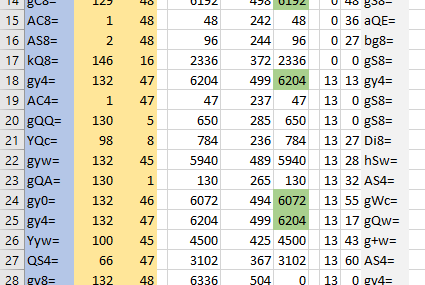 14 gC8= 129 48 6192 498 6192 0 48 gS8=
15 AC8= 1 48 48 242 48 0 36 aQE=
16 AS8= 2 48 96 244 96 0 27 bg8=
17 kQ8= 146 16 2336 372 2336 0 0 gS8=
18 gy4= 132 47 6204 499 6204 13 13 gy4=
19 AC4= 1 47 47 237 47 13 0 gS8=
20 gQQ= 130 5 650 285 650 13 0 gS8=
21 YQc= 98 8 784 236 784 13 27 Di8=
22 gyw= 132 45 5940 489 5940 13 28 hSw=
23 gQA= 130 1 130 265 130 13 32 AS4=
24 gy0= 132 46 6072 494 6072 13 55 gWc=
25 gy4= 132 47 6204 499 6204 13 17 gQw=
26 Yyw= 100 45 4500 425 4500 13 43 g+w=
27 QS4= 66 47 3102 367 3102 13 60 AS4=
28 gy8= 132 48 6336 504 0 13 0 gy4=